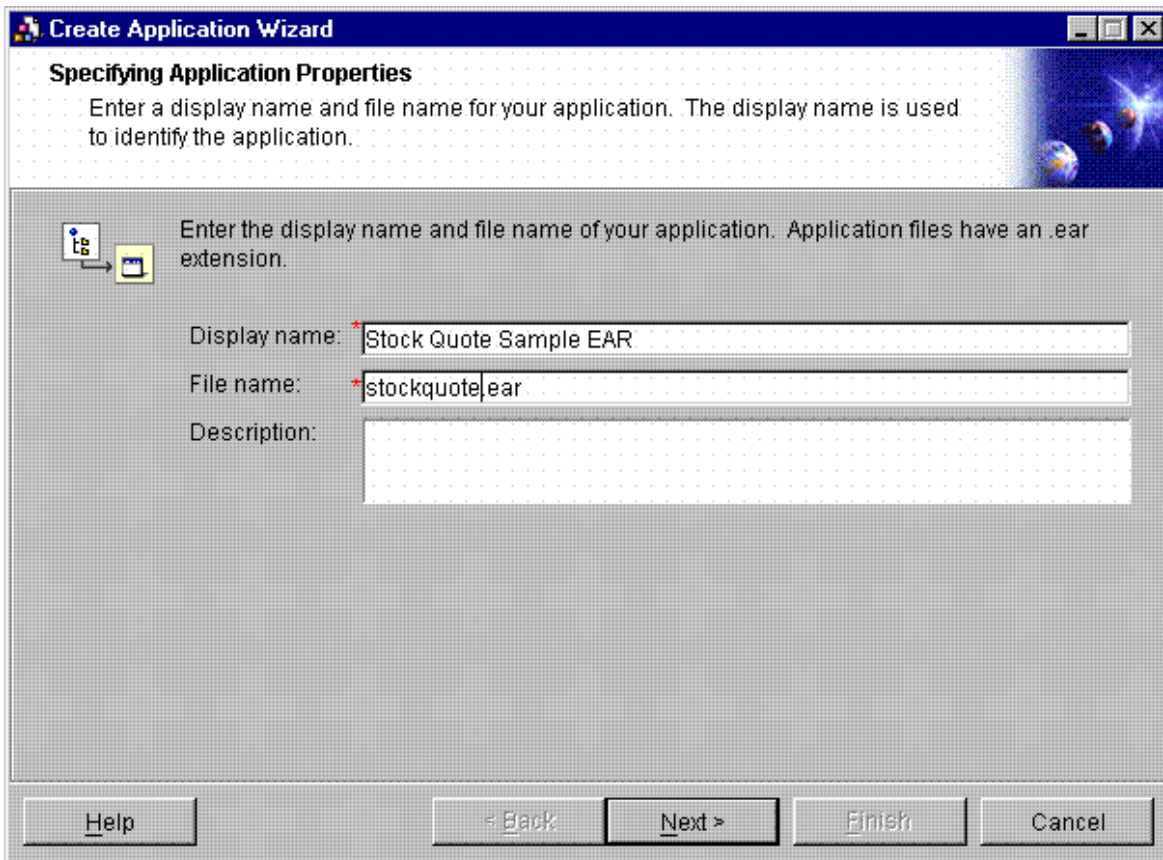 Create Application Wizard
Specifying Application Properties
Enter a display name and file name for your application. The display name is used
to identify the application.
Enter the display name and file name of your application. Application files have an .ear
extension.
Display name: *Stock Quote Sample EAR
File name: *stockquote.ear
Description:
Help < Back Next > Finish Cancel